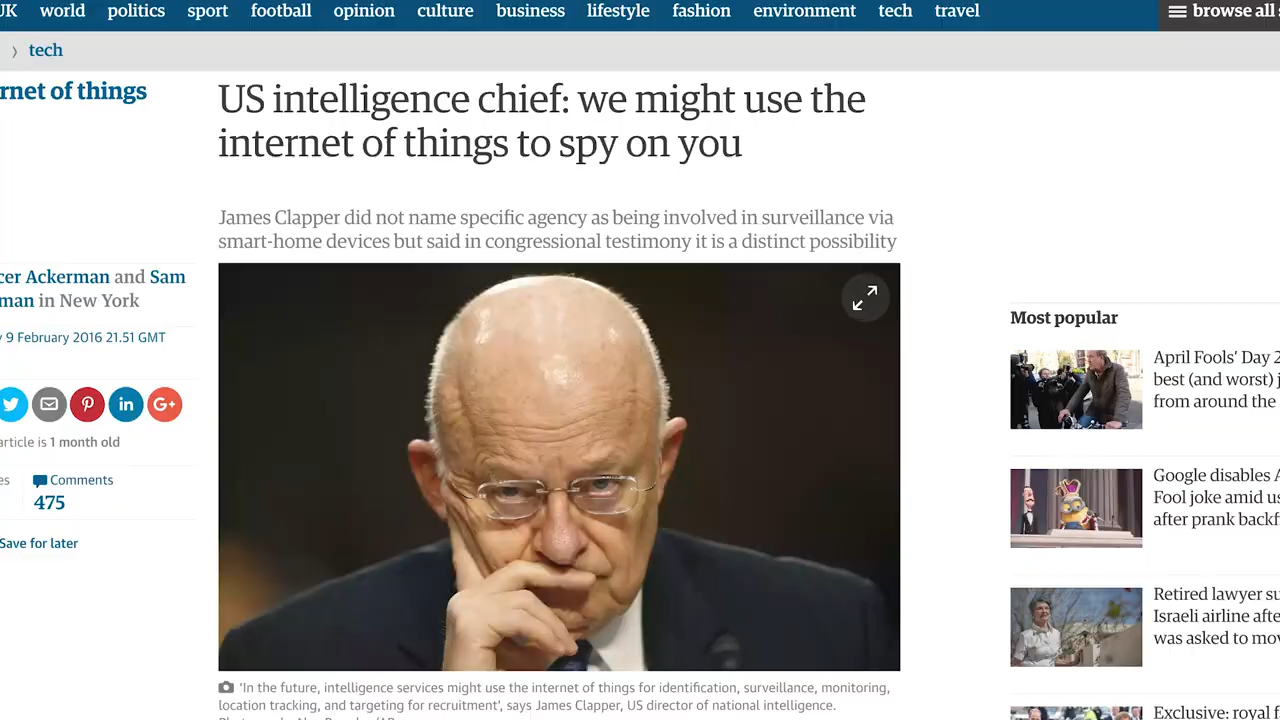 UK world politics sport football opinion culture business lifestyle fashion environment tech travel browse all
tech
rnet of things
US intelligence chief: we might use the
internet of things to spy on you
James Clapper did not name specific agency as being involved in surveillance via
smart-home devices but said in congressional testimony it is a distinct possibility
cer Ackerman and Sam
man in New York
9 February 2016 21.51 GMT
in G+
article is 1 month old
es Comments
475
Save for later
'In the future, intelligence services might use the internet of things for identification, surveillance, monitoring,
location tracking, and targeting for recruitment', says James Clapper, US director of national intelligence.
Most popular
April Fools' Day 2
best (and worst) j
from around the
Google disables A
Fool joke amid us
after prank backf
Retired lawyer su
Israeli airline afte
was asked to mov
Exclusive: royal f